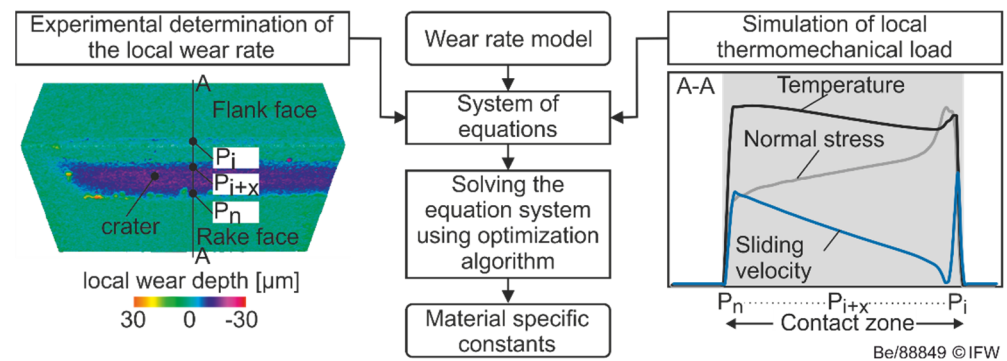 Experimental determination of
the local wear rate
A
Flank face
Pi
Pi+x
Pn
crater
Rake face
A
local wear depth [µm]
30 0 -30
Wear rate model
System of
equations
Solving the
equation system
using optimization
algorithm
Material specific
constants
Simulation of local
thermomechanical load
A-A
Temperature
Normal stress
Sliding
velocity
Pn Pi+x Pi
Contact zone
Be/88849 © IFW